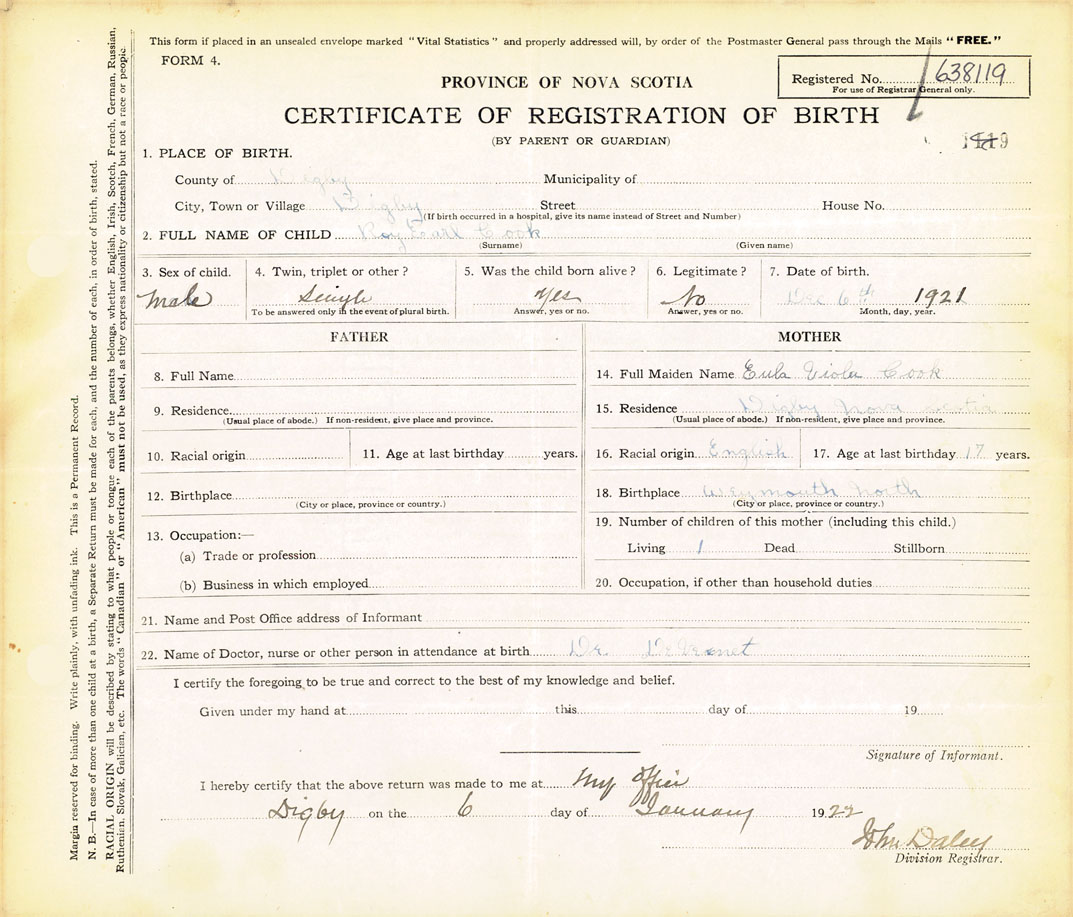 This form if placed in an unsealed envelope marked "Vital Statistics" and properly addressed will, by order of the Postmaster General pass through the Mails "FREE."
FORM 4.
Registered No. 638119
For use of Registrar General only.
PROVINCE OF NOVA SCOTIA
CERTIFICATE OF REGISTRATION OF BIRTH
(BY PARENT OR GUARDIAN)
1. PLACE OF BIRTH.
County of Digby Municipality of
City, Town or Village Digby Street House No.
(If birth occurred in a hospital, give its name instead of Street and Number)
2. FULL NAME OF CHILD Roy Earl Cook
(Surname) (Given name)
3. Sex of child. 4. Twin, triplet or other? 5. Was the child born alive? 6. Legitimate? 7. Date of birth.
Male Single Yes No Dec 6th 1921
To be answered only in the event of plural birth. Answer, yes or no. Answer, yes or no. Month, day, year.
FATHER MOTHER
8. Full Name 14. Full Maiden Name Eula Viola Cook
9. Residence 15. Residence Digby Nova Scotia
(Usual place of abode.) If non-resident, give place and province. (Usual place of abode.) If non-resident, give place and province.
10. Racial origin 11. Age at last birthday years. 16. Racial origin English 17. Age at last birthday 17 years.
12. Birthplace 18. Birthplace Weymouth North
(City or place, province or country.) (City or place, province or country.)
13. Occupation:— 19. Number of children of this mother (including this child.)
(a) Trade or profession Living 1 Dead Stillborn
(b) Business in which employed 20. Occupation, if other than household duties
21. Name and Post Office address of Informant
22. Name of Doctor, nurse or other person in attendance at birth Dr
I certify the foregoing to be true and correct to the best of my knowledge and belief.
Given under my hand at this day of 19
Signature of Informant.
I hereby certify that the above return was made to me at My office
Digby on the 6 day of January 1922
John Daley
Division Registrar.
Margin reserved for binding. Write plainly, with unfading ink. This is a Permanent Record.
N. B.—In case of more than one child at a birth, a Separate Return must be made for each, and the number of each, in order of birth, stated.
RACIAL ORIGIN will be described by stating to what people or tongue each of the parents belongs, whether English, Irish, Scotch, French, German, Russian,
Ruthenian, Slovak, Galician, etc. The words "Canadian" or "American" must not be used, as they express nationality or citizenship but not a race or people.